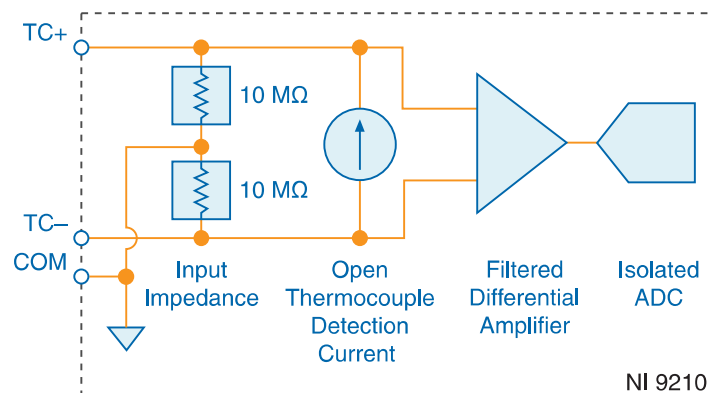 TC+
10 MΩ
10 MΩ
TC–
COM
Input
Impedance
Open
Thermocouple
Detection
Current
Filtered
Differential
Amplifier
Isolated
ADC
NI 9210